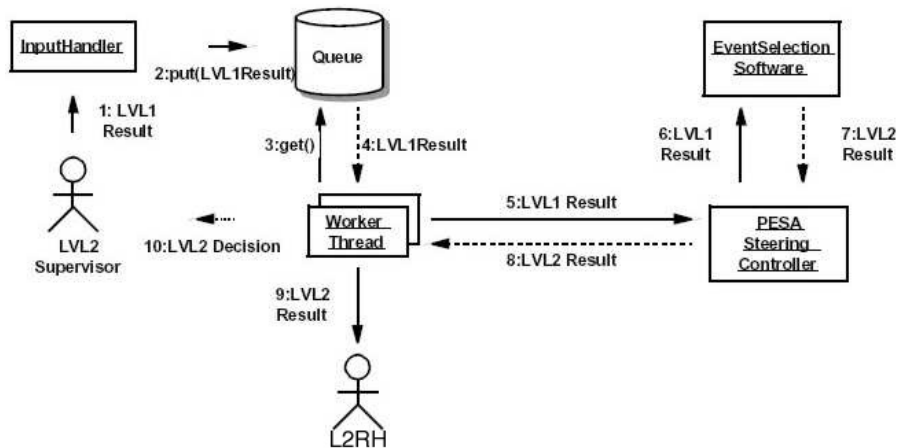 InputHandler
2:put(LVL1Result)
Queue
EventSelection
Software
1: LVL1
Result
3:get()
4:LVL1Result
6:LVL1
Result
7:LVL2
Result
LVL2
Supervisor
10:LVL2 Decision
Worker
Thread
5:LVL1 Result
8:LVL2 Result
PESA
Steering
Controller
9:LVL2
Result
L2RH